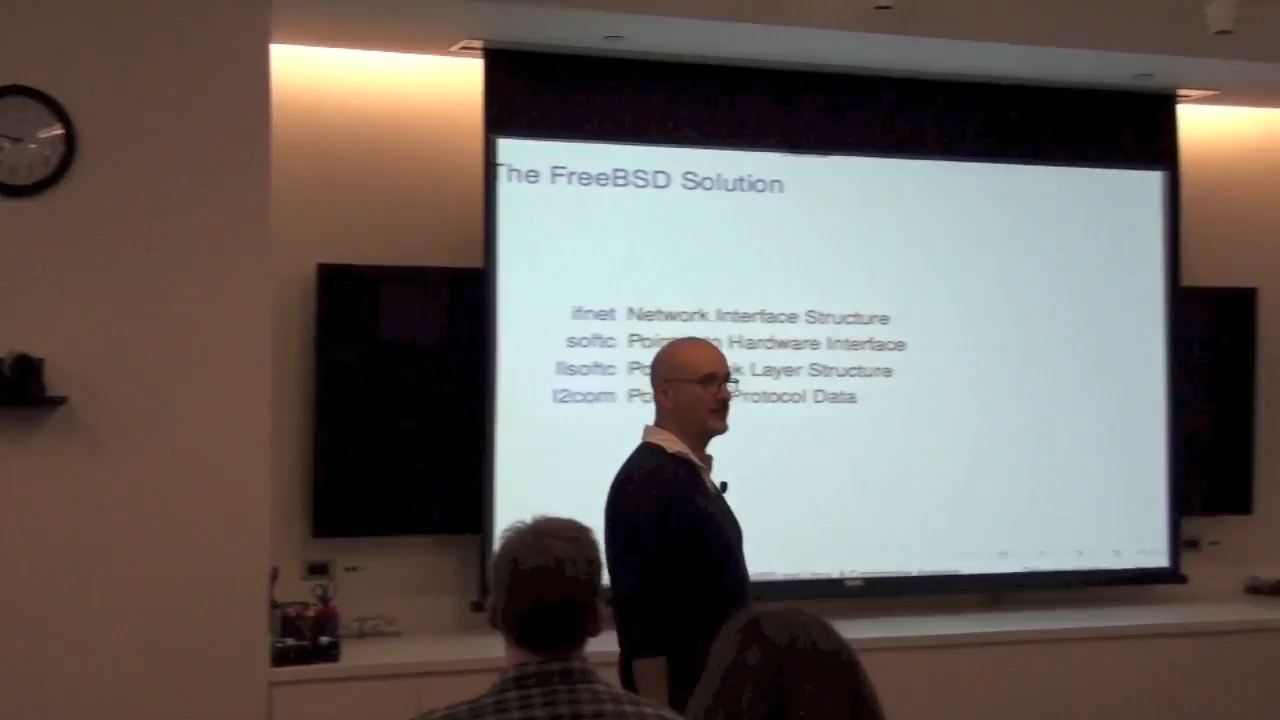 The FreeBSD Solution
ifnet Network Interface Structure
softc Hardware Interface
llsoftc Layer Structure
l2com Protocol Data